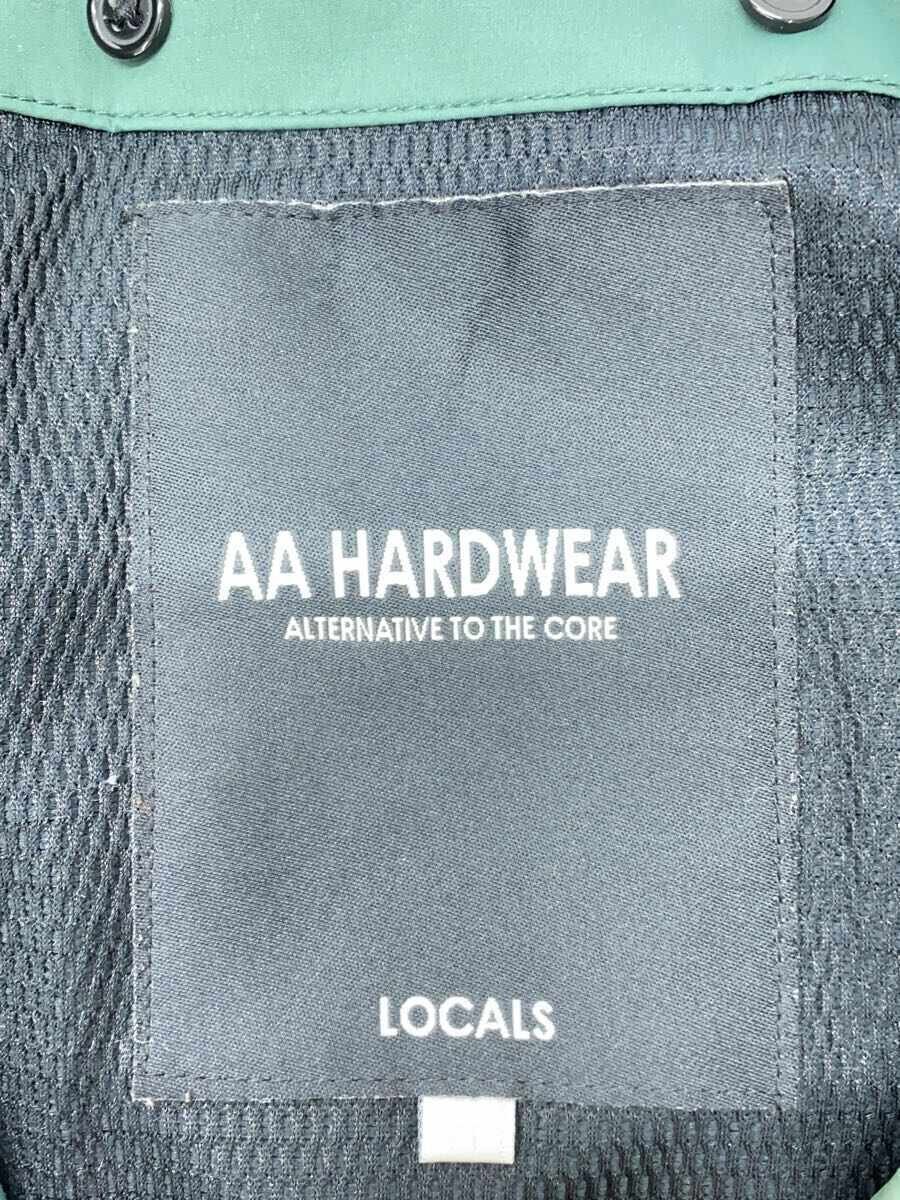 AA HARDWEAR
ALTERNATIVE TO THE CORE
LOCALS